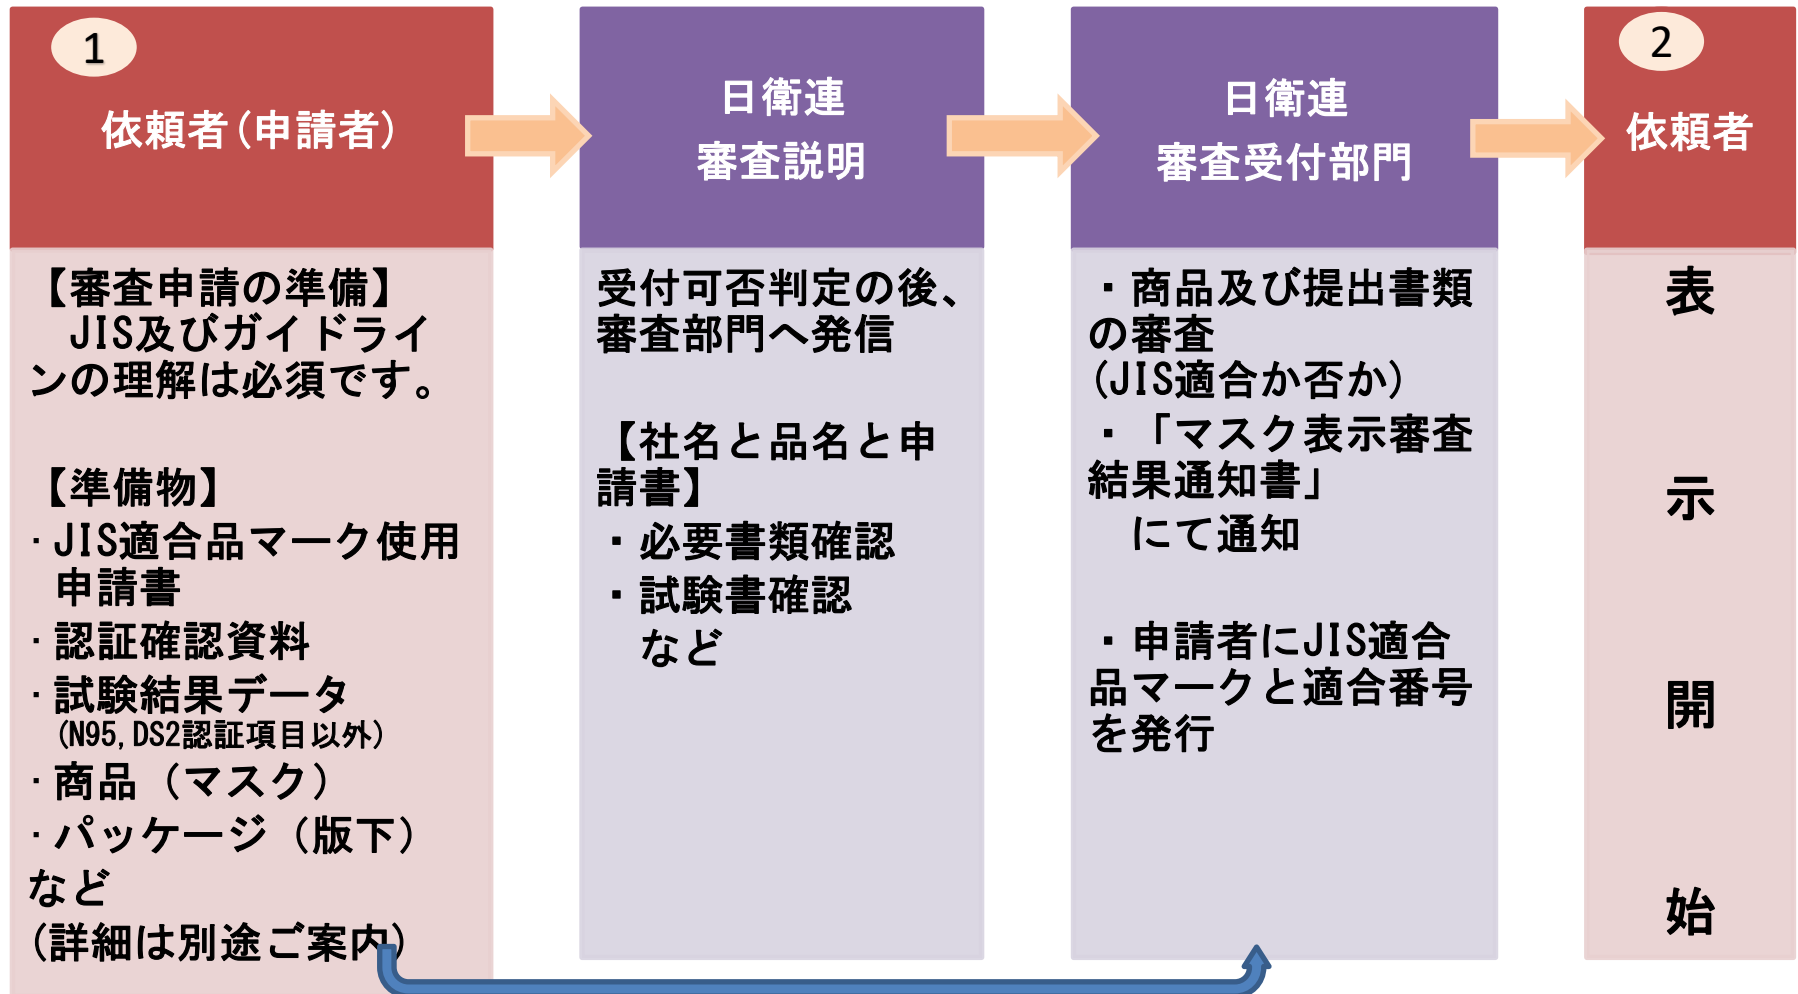 1
依頼者(申請者)
【審査申請の準備】
JIS及びガイドライ
ンの理解は必須です。
【準備物】
・JIS適合品マーク使用
申請書
・認証確認資料
・試験結果データ
(N95,DS2認証項目以外)
・商品（マスク）
・パッケージ（版下）
など
(詳細は別途ご案内)
日衛連
審査説明
受付可否判定の後、
審査部門へ発信
【社名と品名と申
請書】
・必要書類確認
・試験書確認
など
日衛連
審査受付部門
・商品及び提出書類
の審査
(JIS適合か否か)
・「マスク表示審査
結果通知書」
にて通知
・申請者にJIS適合
品マークと適合番号
を発行
2
依頼者
表
示
開
始